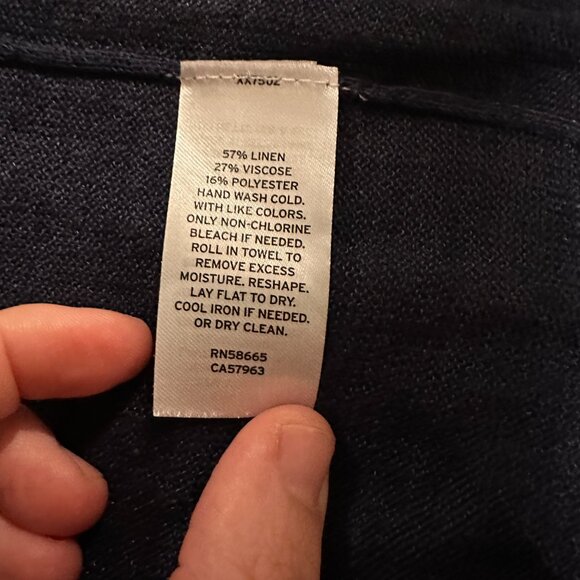 57% LINEN
27% VISCOSE
16% POLYESTER
HAND WASH COLD.
WITH LIKE COLORS.
ONLY NON-CHLORINE
BLEACH IF NEEDED.
ROLL IN TOWEL TO
REMOVE EXCESS
MOISTURE. RESHAPE.
LAY FLAT TO DRY.
COOL IRON IF NEEDED.
OR DRY CLEAN.
RN58665
CA57963